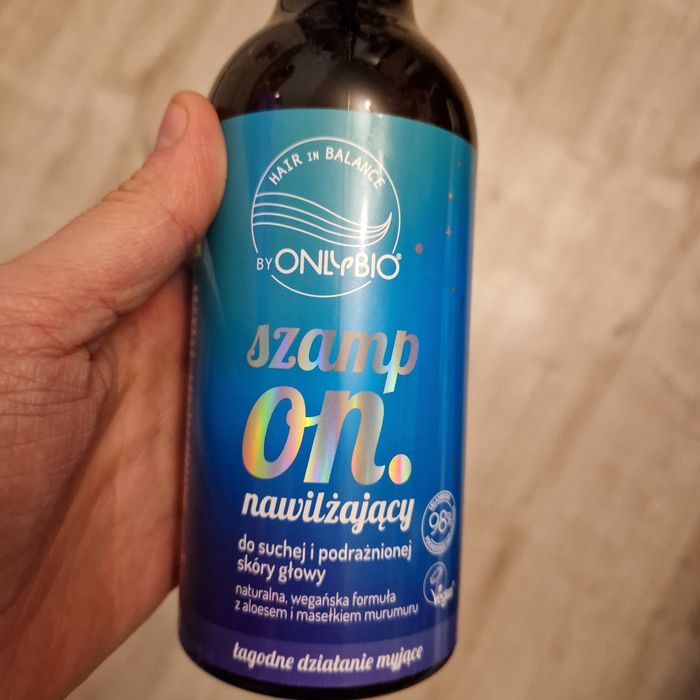 HAIR IN BALANCE
BY ONLYBIO®
szamp
on.
nawilżający
do suchej i podrażnionej
skóry głowy
naturalna, wegańska formuła
z aloesem i masełkiem murumuru
98%
Vegan
łagodne działanie myjące